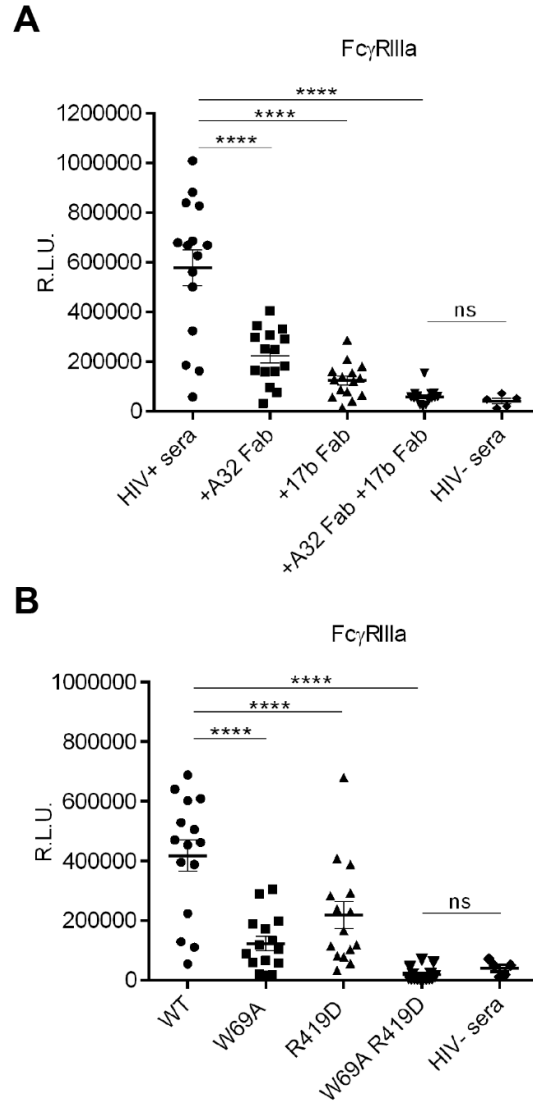 A
FcγRIIIa
**** 
****
****
1200000
1000000
800000
600000
400000
200000
0
R.L.U.
ns
HIV+ sera
+A32 Fab
+17b Fab
+A32 Fab +17b Fab
HIV- sera
B
FcγRIIIa
****
****
****
1000000
800000
600000
400000
200000
0
R.L.U.
ns
WT
W69A
R419D
W69A R419D
HIV- sera